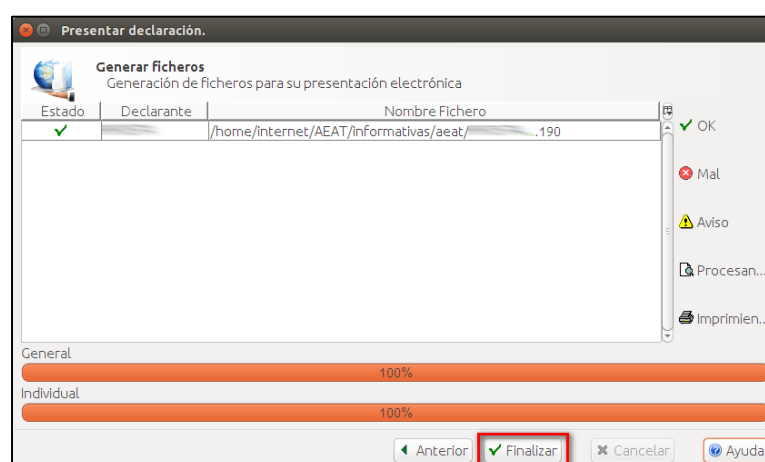 Presentar declaración.
Generar ficheros
Generación de ficheros para su presentación electrónica
Estado Declarante Nombre Fichero
/home/internet/AEAT/informativas/aeat/ .190
OK
Mal
Aviso
Procesan...
Imprimien...
General
100%
Individual
100%
Anterior Finalizar Cancelar Ayuda